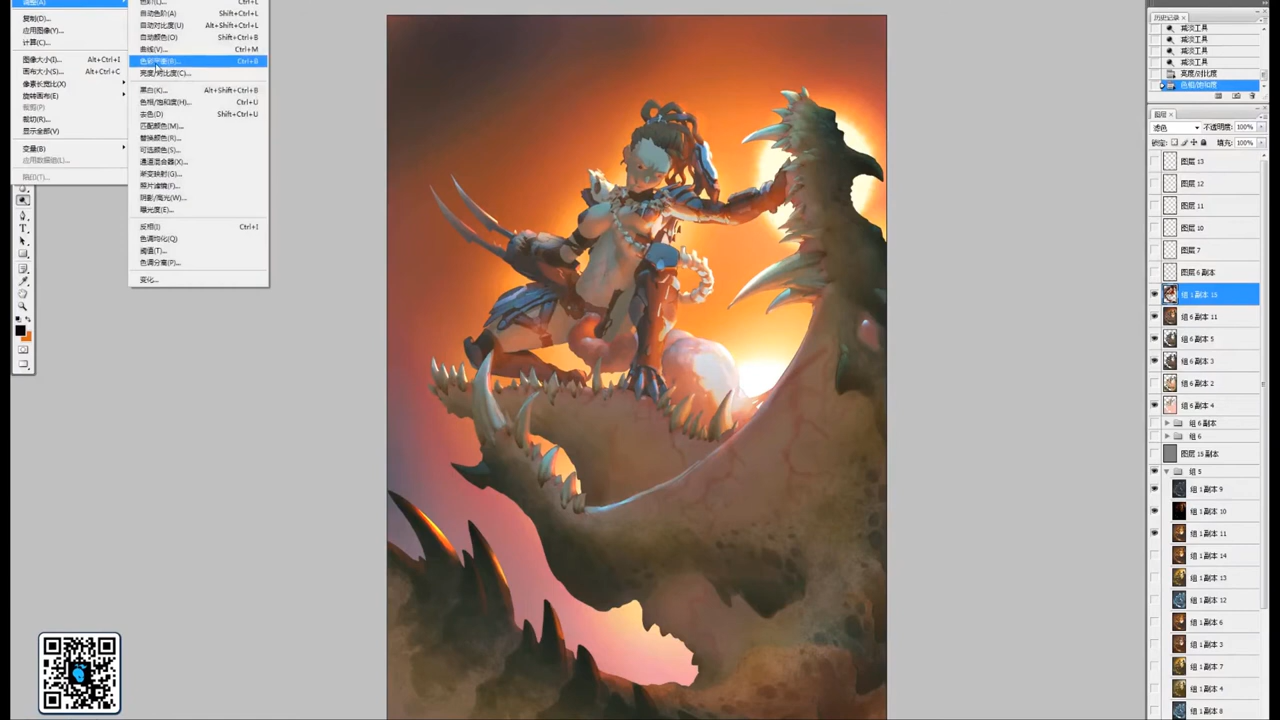 调整(A)
复制(D)...
应用图像(Y)...
计算(C)...
图像大小(I)... Alt+Ctrl+I
画布大小(S)... Alt+Ctrl+C
像素长宽比(X)
旋转画布(E)
裁剪(P)
裁切(R)...
显示全部(V)
变量(B)
应用数据组(L)...
陷印(T)...
色阶(L)... Ctrl+L
自动色阶(A) Shift+Ctrl+L
自动对比度(U) Alt+Shift+Ctrl+L
自动颜色(O) Shift+Ctrl+B
曲线(V)... Ctrl+M
色彩平衡(B)... Ctrl+B
亮度/对比度(C)...
黑白(K)... Alt+Shift+Ctrl+B
色相/饱和度(H)... Ctrl+U
去色(D) Shift+Ctrl+U
匹配颜色(M)...
替换颜色(R)...
可选颜色(S)...
通道混合器(X)...
渐变映射(G)...
照片滤镜(F)...
阴影/高光(W)...
曝光度(E)...
反相(I) Ctrl+I
色调均化(Q)
阈值(T)...
色调分离(P)...
变化...
历史记录 ×
减淡工具
减淡工具
减淡工具
减淡工具
亮度/对比度
色相/饱和度
图层 ×
滤色 不透明度: 100%
锁定: 填充: 100%
图层 13
图层 12
图层 11
图层 10
图层 7
图层 6 副本
组 1 副本 15
组 6 副本 11
组 6 副本 5
组 6 副本 3
组 6 副本 2
组 6 副本 4
组 6 副本
组 6
图层 15 副本
组 5
组 1 副本 9
组 1 副本 10
组 1 副本 11
组 1 副本 14
组 1 副本 13
组 1 副本 12
组 1 副本 6
组 1 副本 3
组 1 副本 7
组 1 副本 4
组 1 副本 8